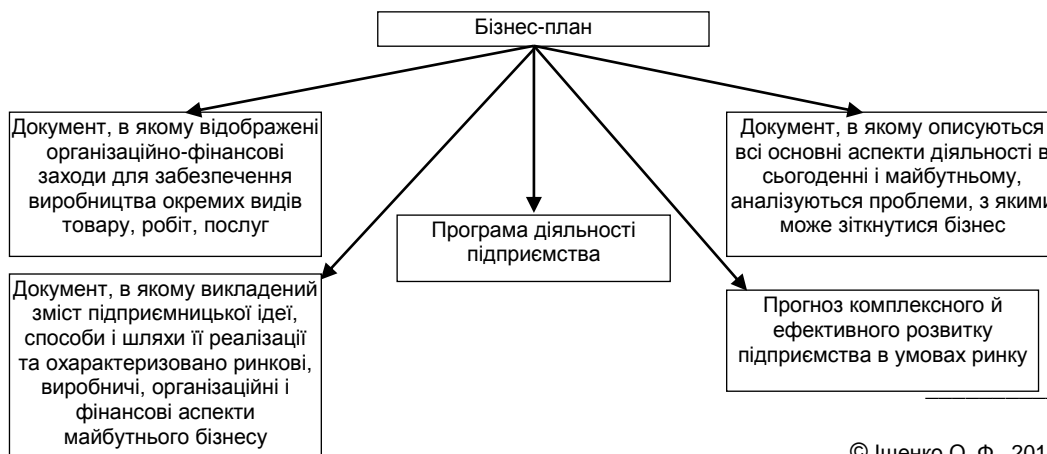 Бізнес-план
Документ, в якому відображені
організаційно-фінансові
заходи для забезпечення
виробництва окремих видів
товару, робіт, послуг
Програма діяльності
підприємства
Документ, в якому описуються
всі основні аспекти діяльності в
сьогоденні і майбутньому,
аналізуються проблеми, з якими
може зіткнутися бізнес
Документ, в якому викладений
зміст підприємницької ідеї,
способи і шляхи її реалізації
та охарактеризовано ринкові,
виробничі, організаційні і
фінансові аспекти
майбутнього бізнесу
Прогноз комплексного й
ефективного розвитку
підприємства в умовах ринку
© Іщенко О. Ф., 201